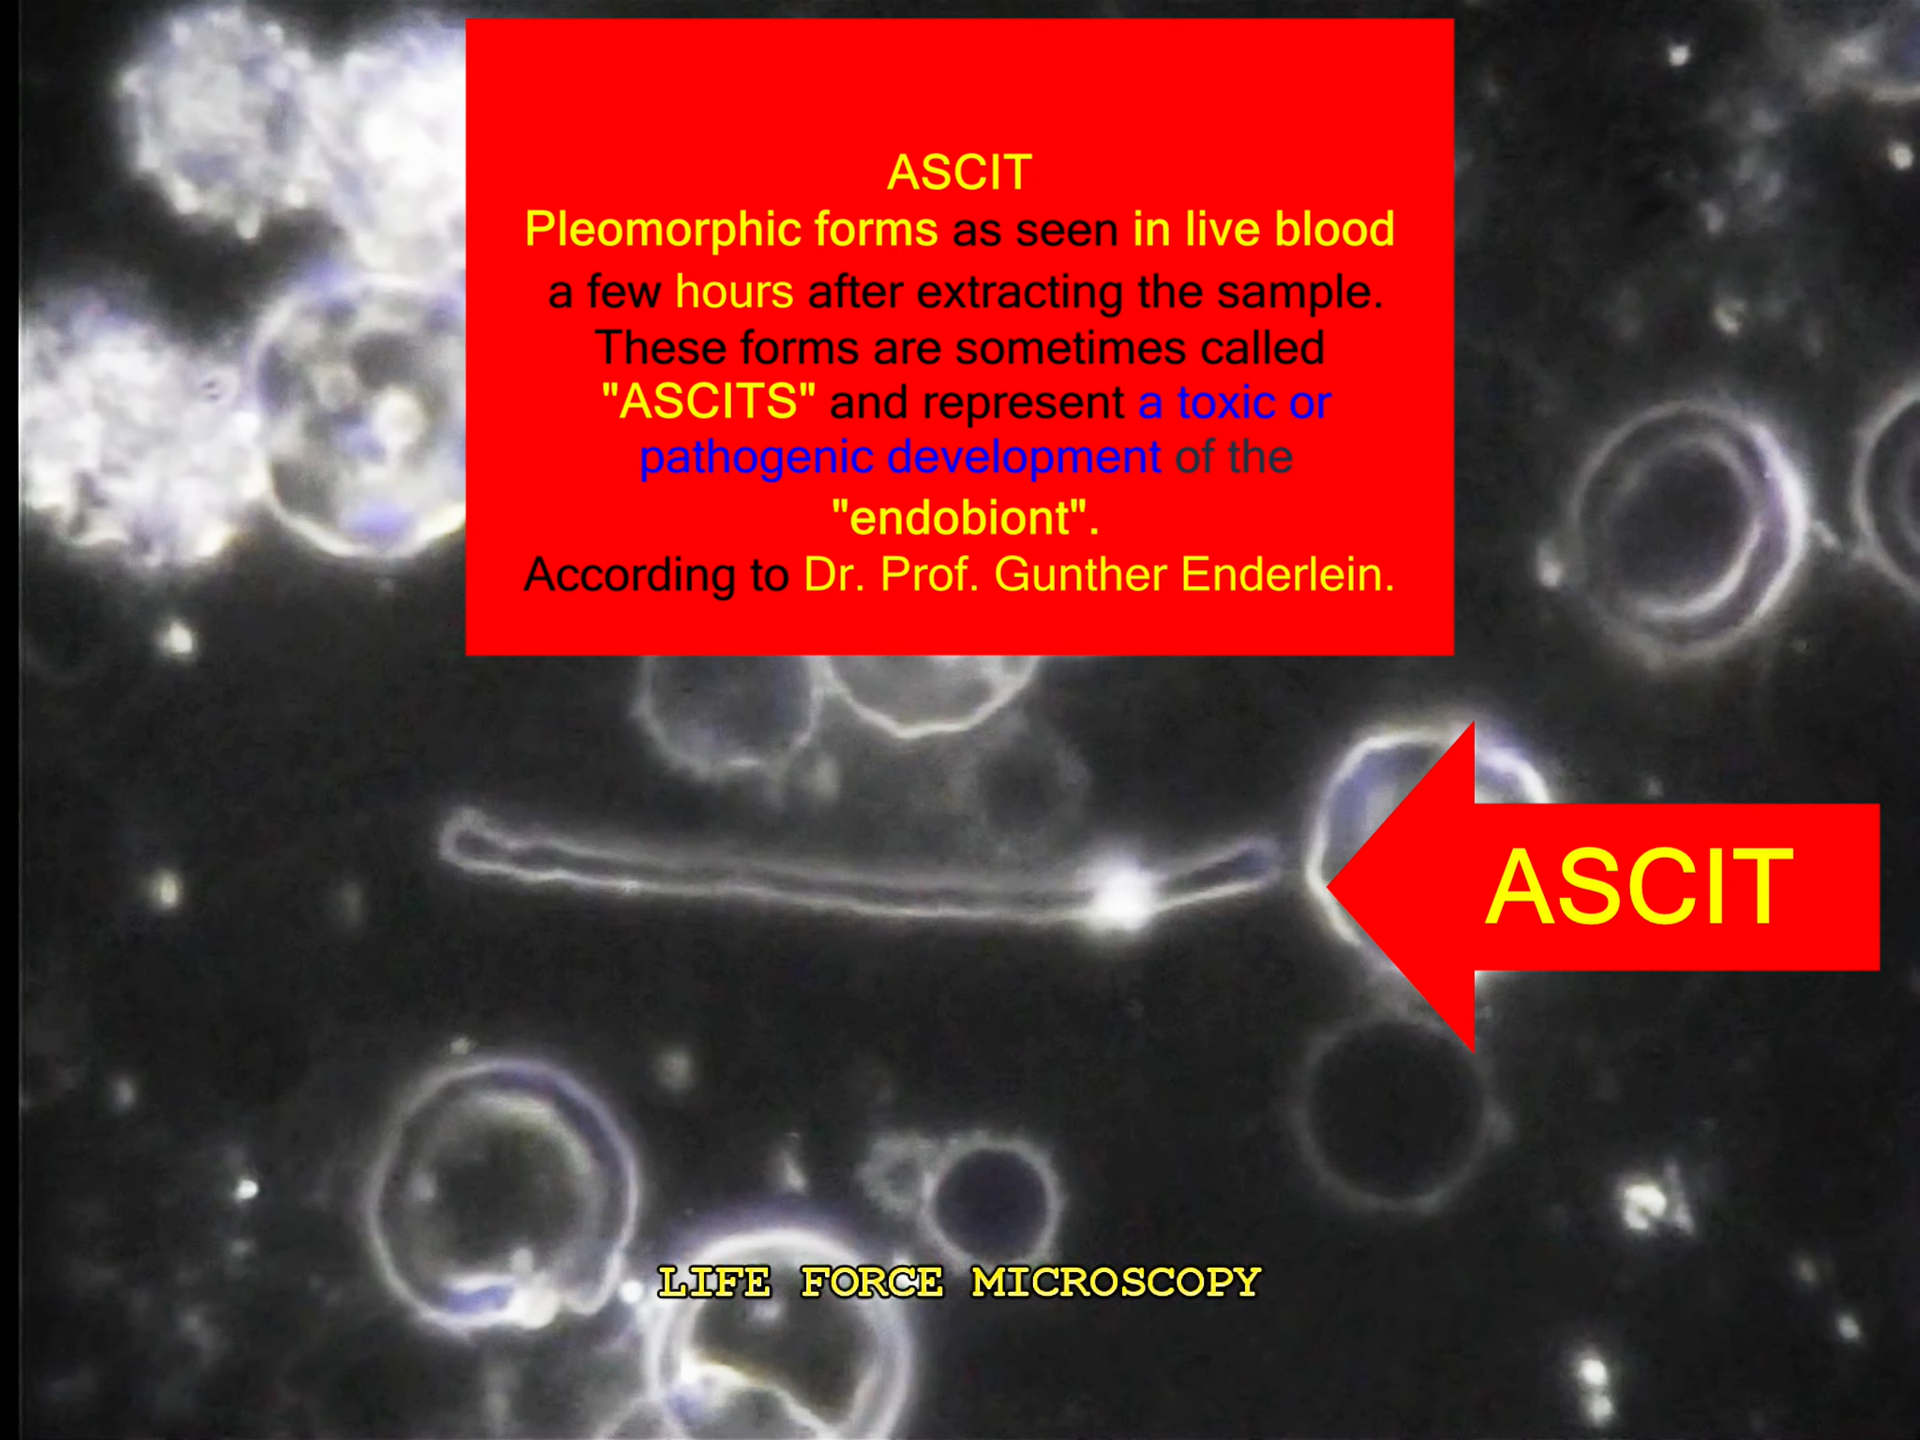 ASCIT
Pleomorphic forms as seen in live blood
a few hours after extracting the sample.
These forms are sometimes called
"ASCITS" and represent a toxic or
pathogenic development of the
"endobiont".
According to Dr. Prof. Gunther Enderlein.
ASCIT
LIFE FORCE MICROSCOPY